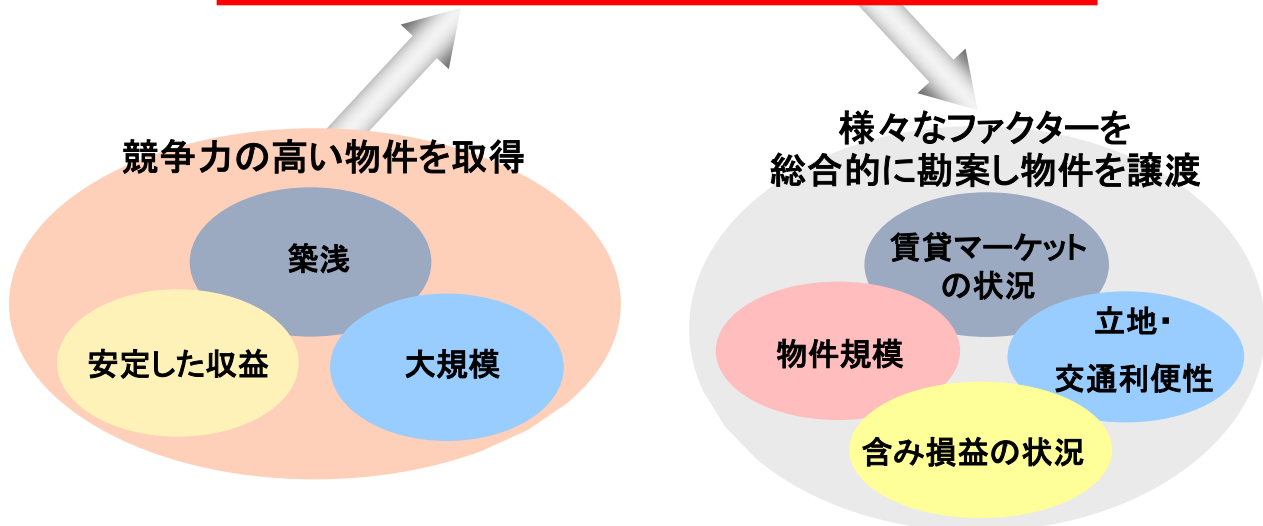 競争力の高い物件を取得
築浅
安定した収益
大規模
様々なファクターを
総合的に勘案し物件を譲渡
賃貸マーケット
の状況
物件規模
立地・
交通利便性
含み損益の状況